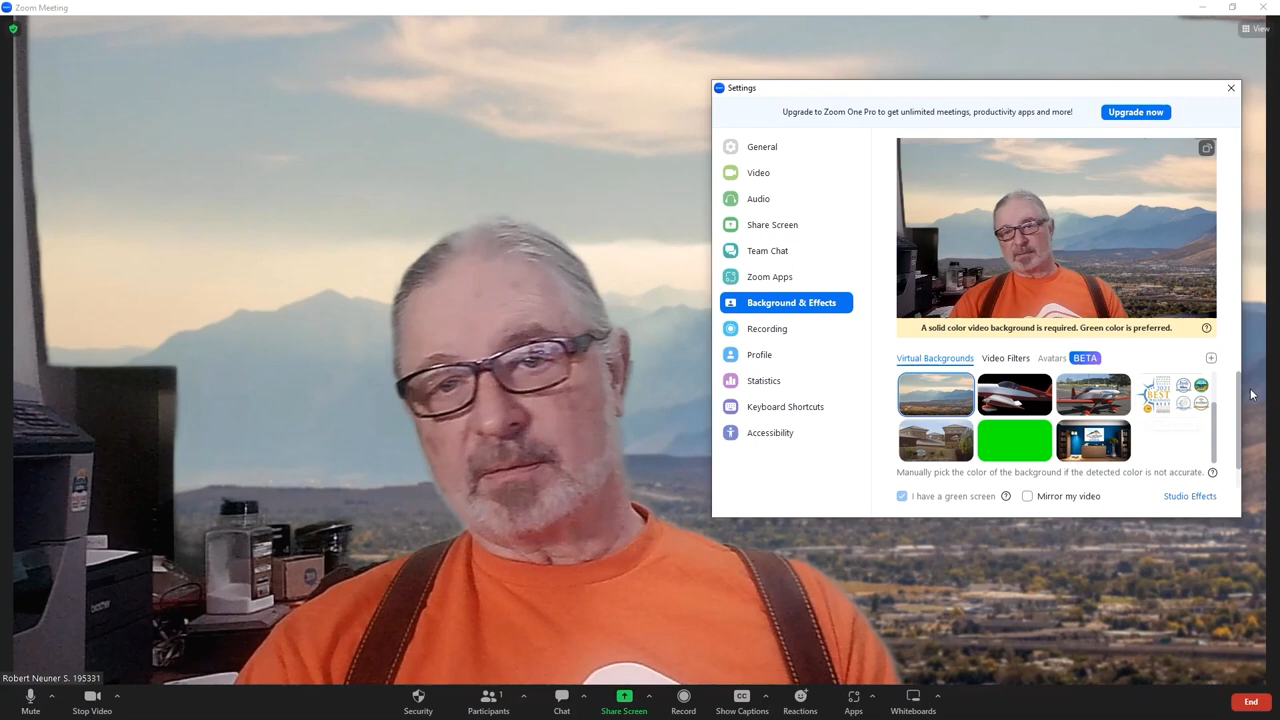 Zoom Meeting
View
Settings
Upgrade to Zoom One Pro to get unlimited meetings, productivity apps and more!
Upgrade now
General
Video
Audio
Share Screen
Team Chat
Zoom Apps
Background & Effects
Recording
Profile
Statistics
Keyboard Shortcuts
Accessibility
A solid color video background is required. Green color is preferred.
Virtual Backgrounds
Video Filters
Avatars
BETA
BEST
Manually pick the color of the background if the detected color is not accurate.
I have a green screen
Mirror my video
Studio Effects
brother
Robert Neuner S. 195331
Mute
Stop Video
Security
Participants
1
Chat
Share Screen
Record
CC
Show Captions
Reactions
Apps
Whiteboards
End